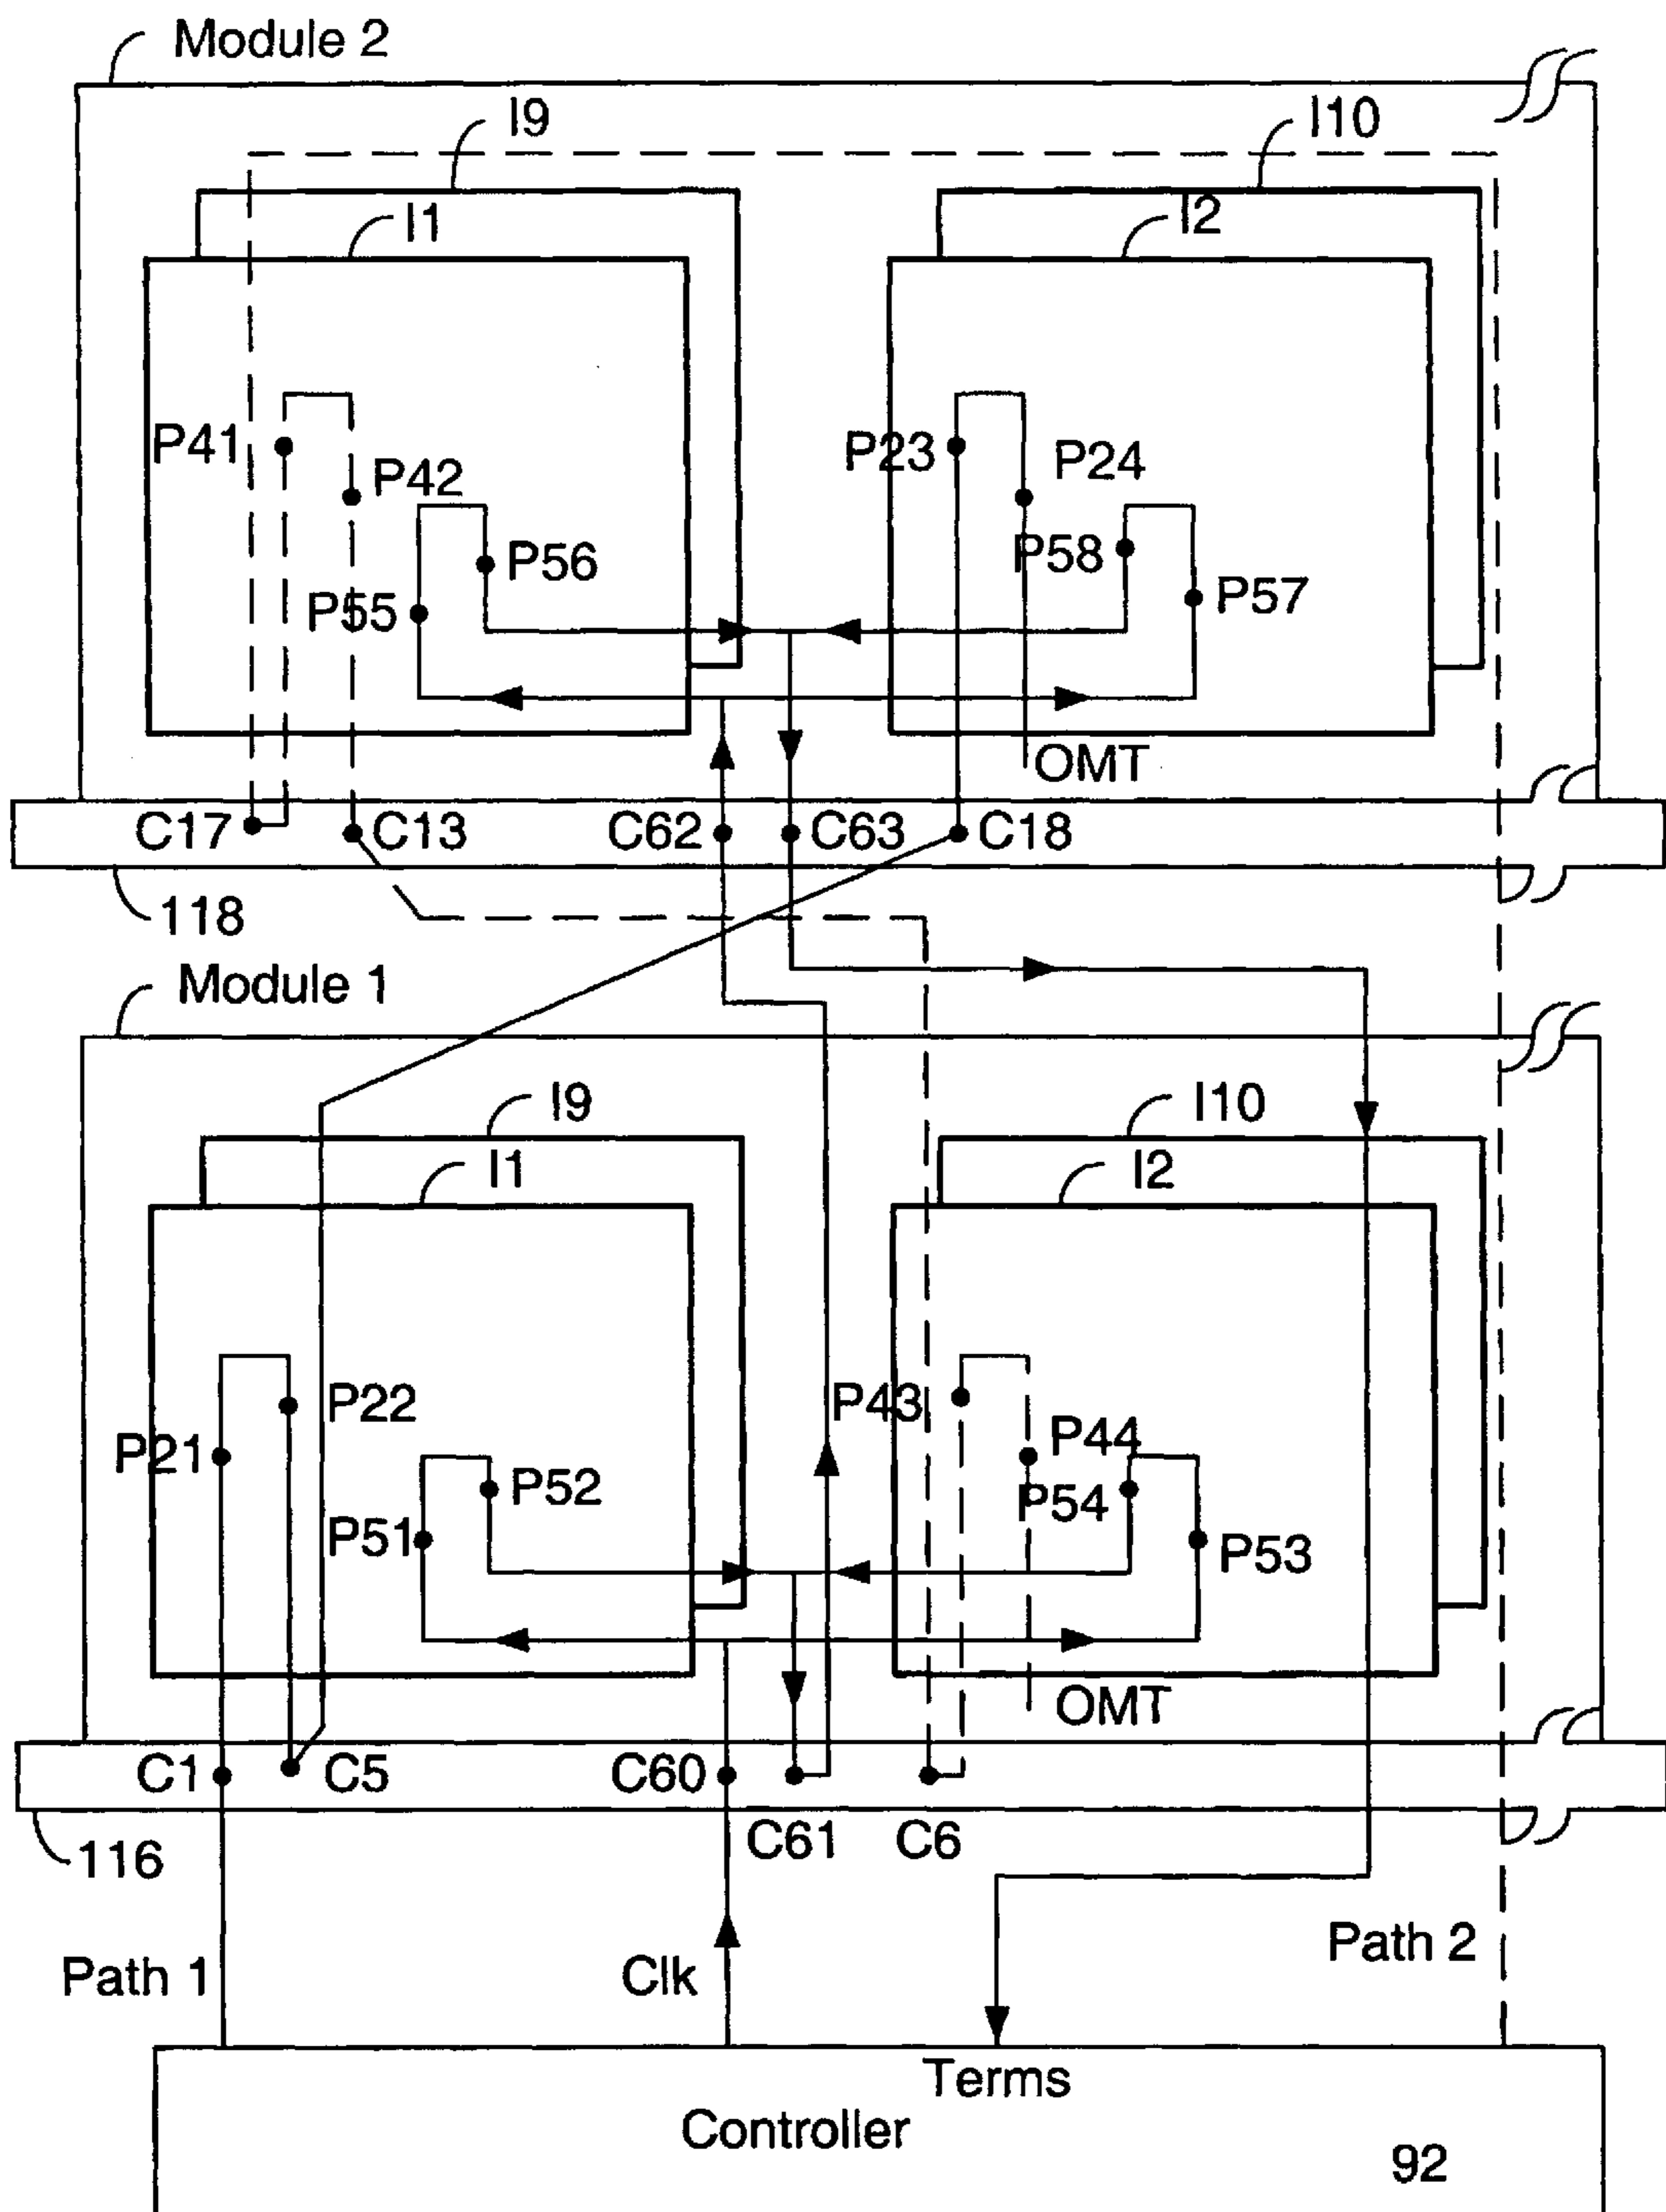 Module 2
I9
I10
I1
I2
P41
P42
P23
P24
P56
P58
P55
P57
OMT
C17
C13
C62
C63
C18
118
Module 1
I9
I10
I1
I2
P22
P43
P21
P44
P52
P54
P51
P53
OMT
C1
C5
C60
C61
C6
116
Path 1
Clk
Path 2
Terms
Controller
92